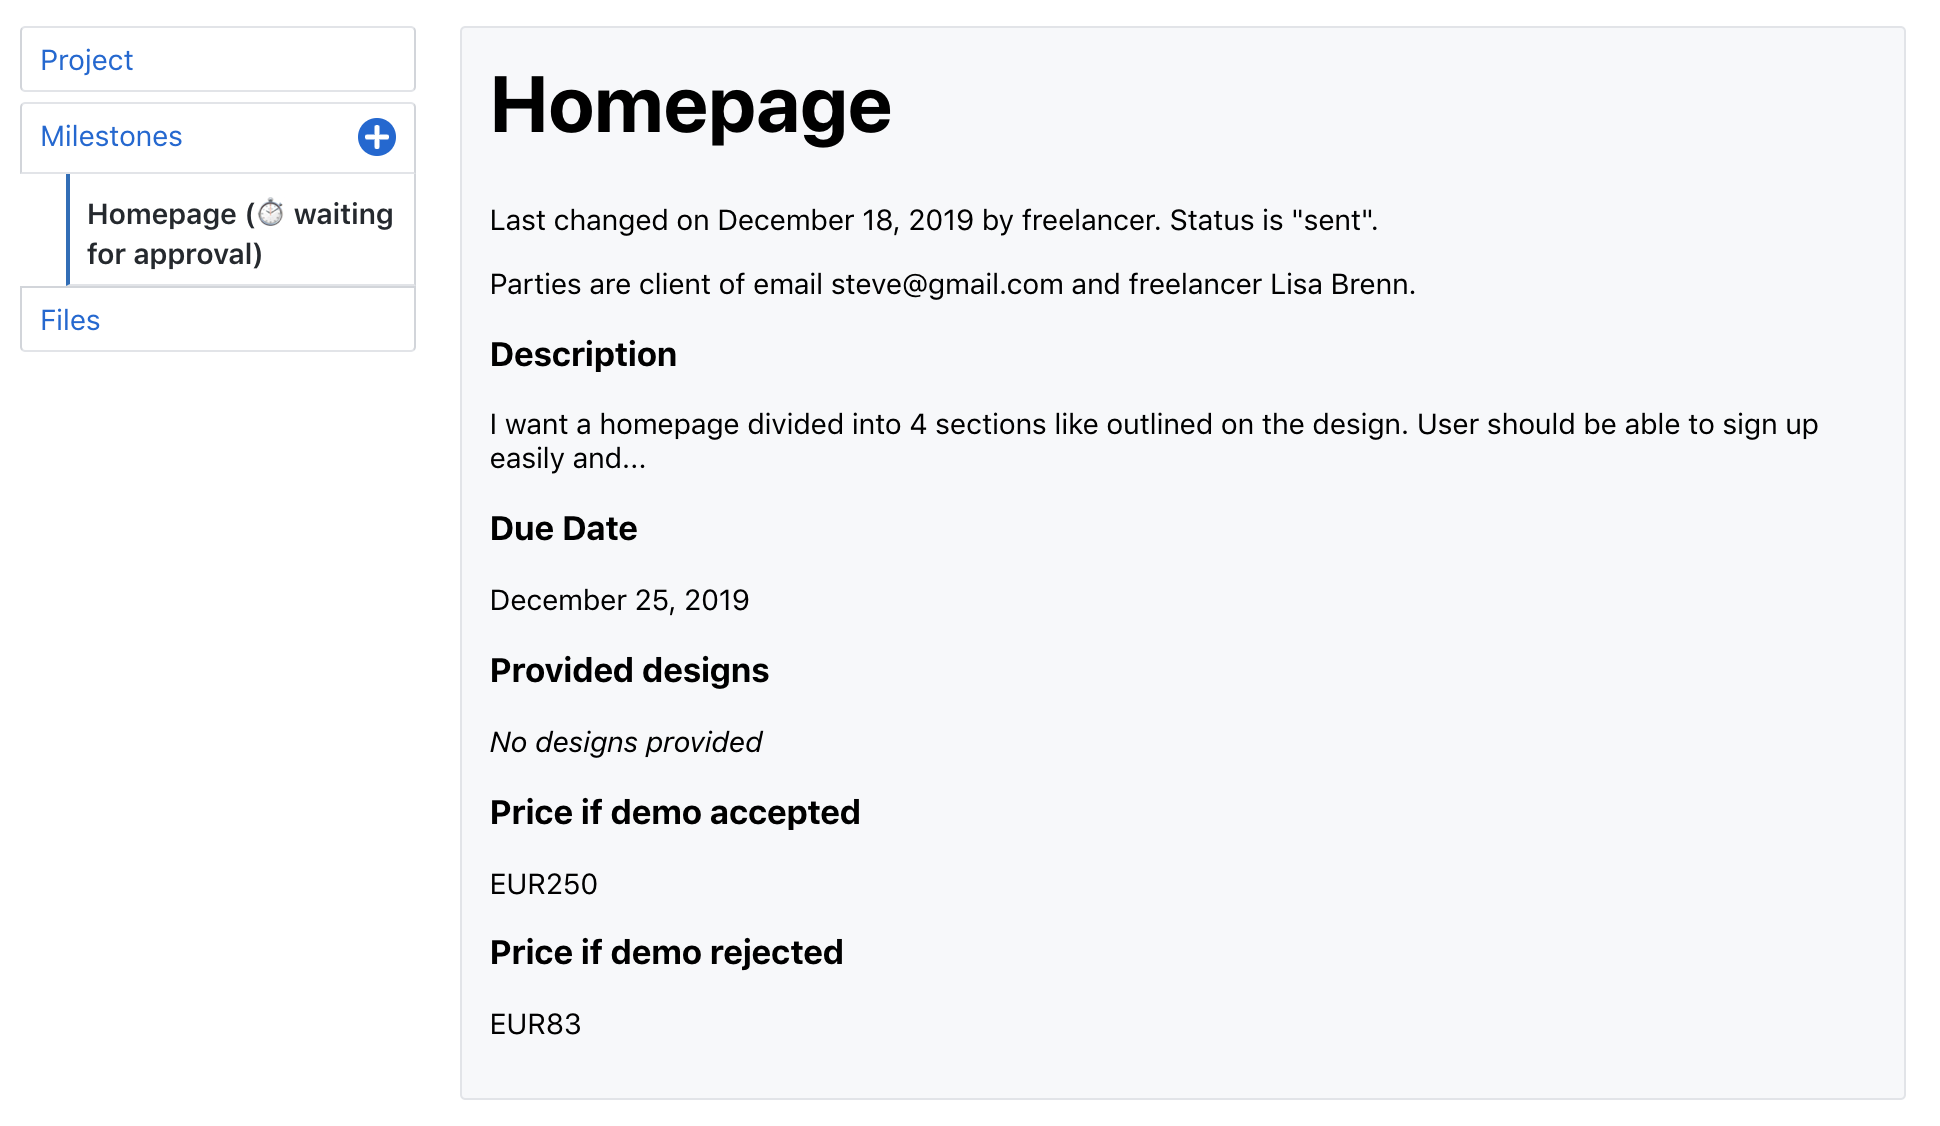 Project
Milestones
Homepage (⏱ waiting
for approval)
Files
Homepage
Last changed on December 18, 2019 by freelancer. Status is "sent".
Parties are client of email steve@gmail.com and freelancer Lisa Brenn.
Description
I want a homepage divided into 4 sections like outlined on the design. User should be able to sign up
easily and...
Due Date
December 25, 2019
Provided designs
No designs provided
Price if demo accepted
EUR250
Price if demo rejected
EUR83